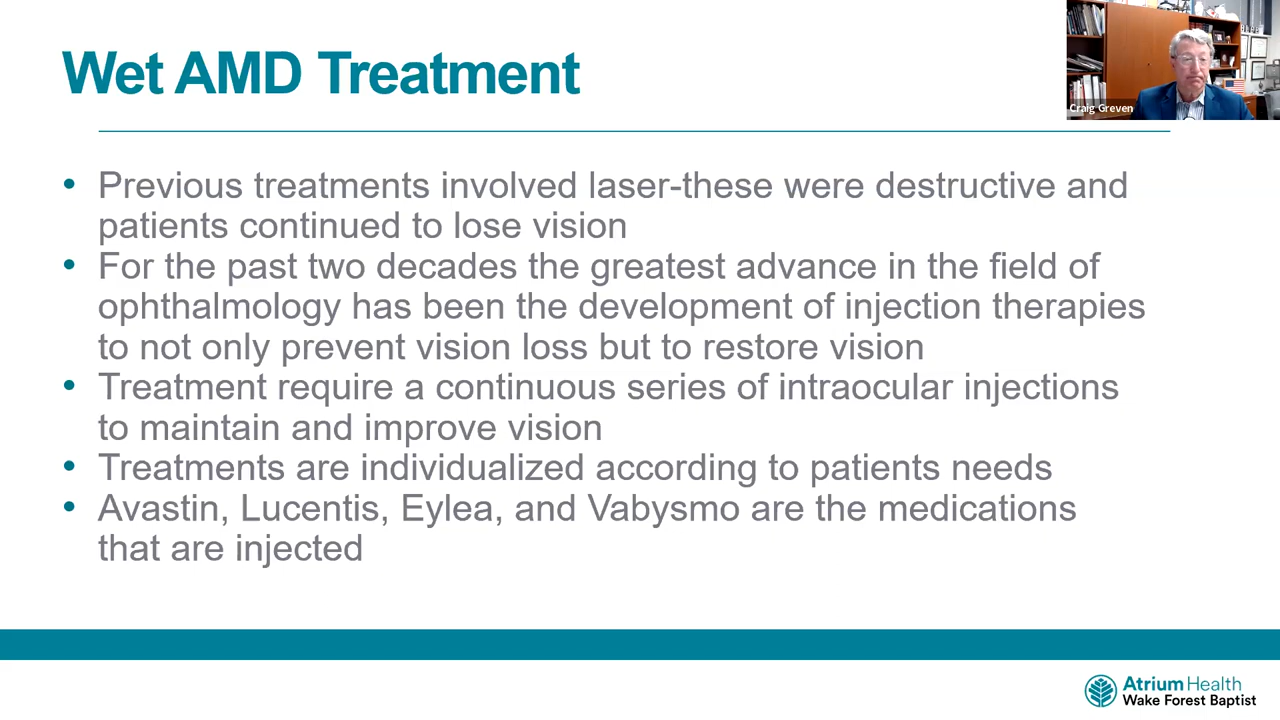 Wet AMD Treatment
Craig Greven
• Previous treatments involved laser-these were destructive and
patients continued to lose vision
• For the past two decades the greatest advance in the field of
ophthalmology has been the development of injection therapies
to not only prevent vision loss but to restore vision
• Treatment require a continuous series of intraocular injections
to maintain and improve vision
• Treatments are individualized according to patients needs
• Avastin, Lucentis, Eylea, and Vabysmo are the medications
that are injected
Atrium Health
Wake Forest Baptist